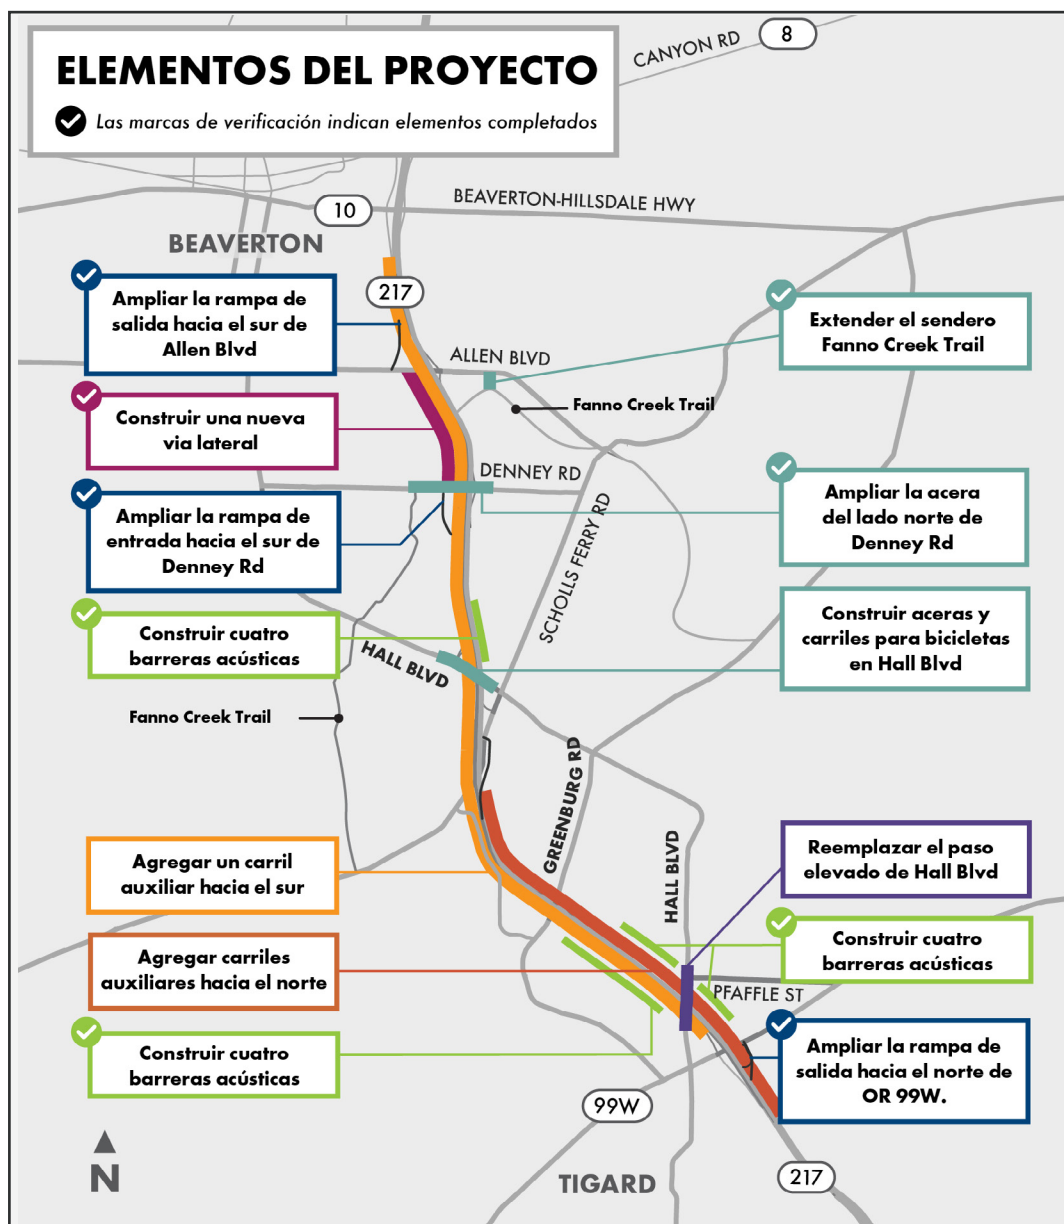 ELEMENTOS DEL PROYECTO
Las marcas de verificación indican elementos completados
CANYON RD
8
BEAVERTON-HILLSDALE HWY
10
BEAVERTON
217
Ampliar la rampa de
salida hacia el sur de
Allen Blvd
Extender el sendero
Fanno Creek Trail
ALLEN BLVD
Fanno Creek Trail
Construir una nueva
via lateral
DENNEY RD
Ampliar la rampa de
entrada hacia el sur de
Denney Rd
Ampliar la acera
del lado norte de
Denney Rd
SCHOLLS FERRY RD
Construir cuatro
barreras acústicas
HALL BLVD
Construir aceras y
carriles para bicicletas
en Hall Blvd
Fanno Creek Trail
GREENBURG RD
HALL BLVD
Agregar un carril
auxiliar hacia el sur
Reemplazar el paso
elevado de Hall Blvd
Agregar carriles
auxiliares hacia el norte
Construir cuatro
barreras acústicas
PFAFFLE ST
Construir cuatro
barreras acústicas
Ampliar la rampa de
salida hacia el norte de
OR 99W.
99W
N
TIGARD
217